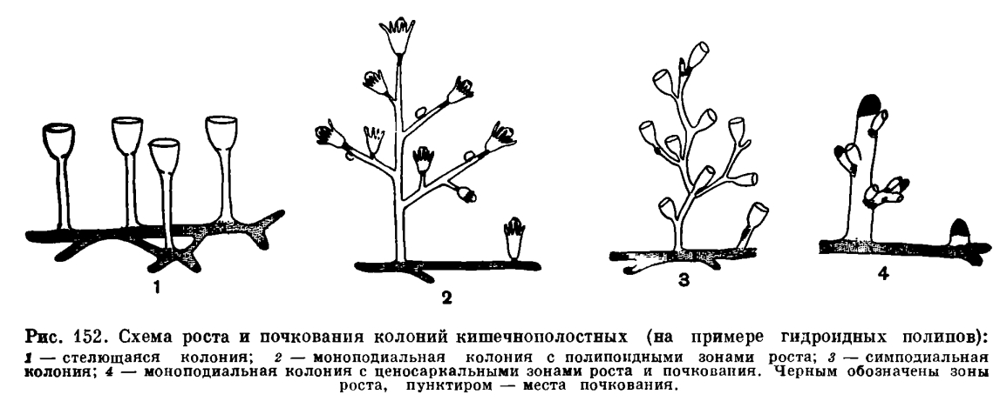 1
2
3
4
Рис. 152. Схема роста и почкования колоний кишечнополостных (на примере гидроидных полипов):
1 — стелющаяся колония; 2 — моноподиальная колония с полипоидными зонами роста; 3 — симподиальная
колония; 4 — моноподиальная колония с ценосаркальными зонами роста и почкования. Черным обозначены зоны
роста, пунктиром — места почкования.